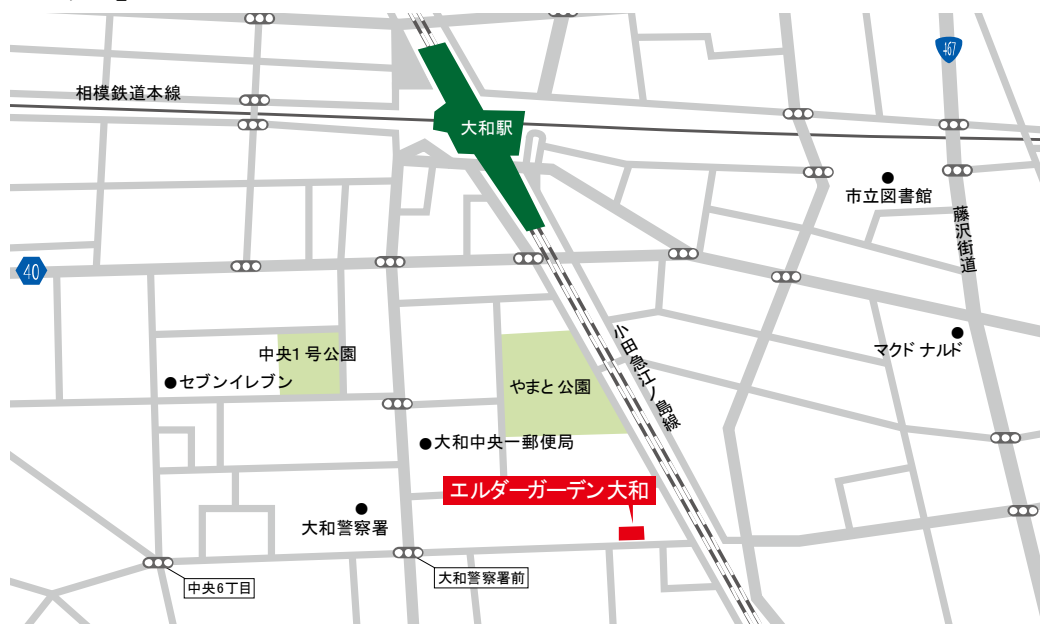 467
相模鉄道本線
大和駅
市立図書館
藤沢街道
40
小田急江ノ島線
マクドナルド
中央1号公園
セブンイレブン
やまと公園
大和中央一郵便局
エルダーガーデン大和
大和警察署
大和警察署前
中央6丁目